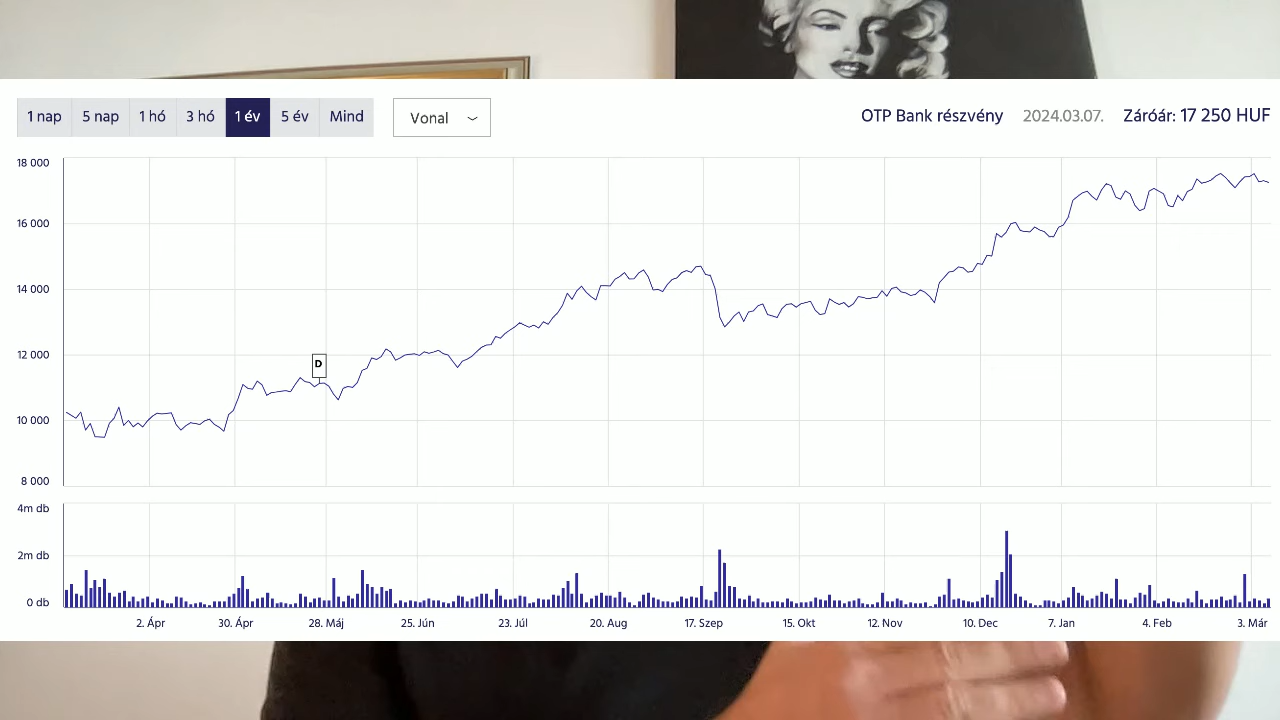 1 nap 5 nap 1 hó 3 hó 1 év 5 év Mind Vonal OTP Bank részvény 2024.03.07. Záróár: 17 250 HUF
18 000
16 000
14 000
12 000
D
10 000
8 000
4m db
2m db
0 db
2. Ápr 30. Ápr 28. Máj 25. Jún 23. Júl 20. Aug 17. Szep 15. Okt 12. Nov 10. Dec 7. Jan 4. Feb 3. Már